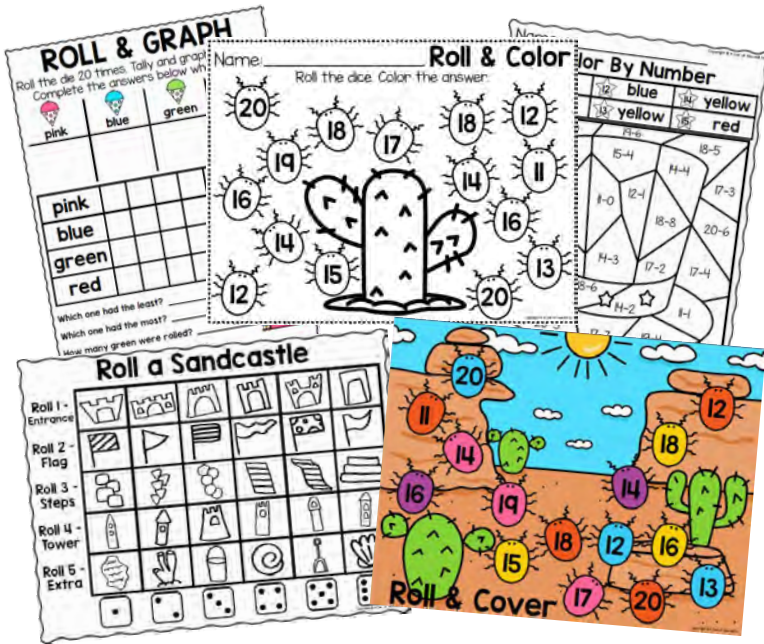 ROLL & GRAPH
Roll the die 20 times. Tally and graph
Complete the answers below
pink
blue
green
pink
blue
green
red
Which one had the least?
Which one had the most?
How many green were rolled?
Name:
Roll & Color
Roll the dice. Color the answer.
20
18
17
18
12
19
14
11
16
16
14
15
13
12
20
Name
Color By Number
12 blue
14 yellow
13 yellow
15 red
19-6
15-4
18-5
14-4
17-3
11-0
12-1
18-8
20-6
14-3
17-2
17-4
14-2
11-1
Roll a Sandcastle
Roll 1 -
Entrance
Roll 2 -
Flag
Roll 3 -
Steps
Roll 4 -
Tower
Roll 5 -
Extra
20
11
12
14
18
16
19
14
15
18
12
16
17
20
13
Roll & Cover